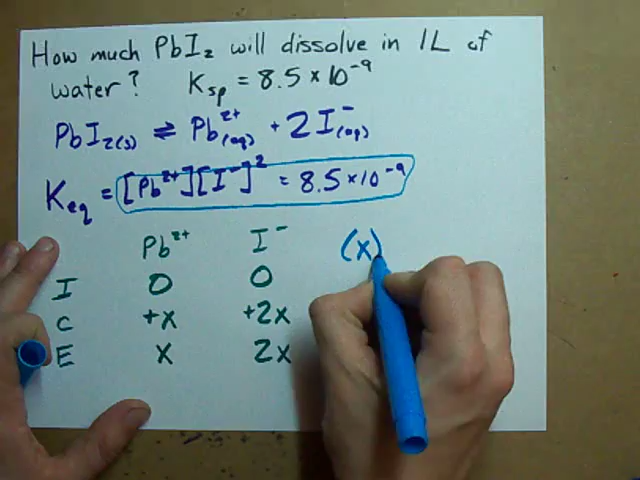 How much PbI₂ will dissolve in 1L of
water? Ksp = 8.5 × 10⁻⁹
PbI₂(s) ⇌ Pb²⁺(aq) + 2I⁻(aq)
Keq = [Pb²⁺][I⁻]² = 8.5×10⁻⁹
Pb²⁺ I⁻ (x)
I 0 0
C +x +2x
E x 2x